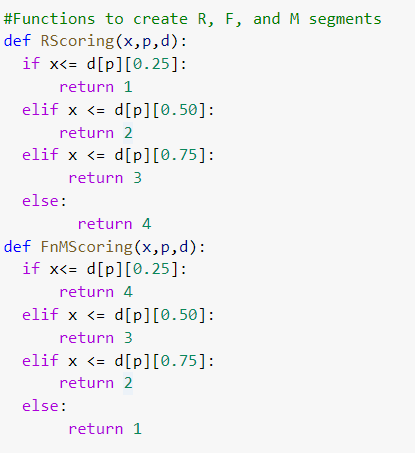 #Functions to create R, F, and M segments
def RScoring(x,p,d):
  if x<= d[p][0.25]:
      return 1
  elif x <= d[p][0.50]:
      return 2
  elif x <= d[p][0.75]:
       return 3
  else:
        return 4
def FnMScoring(x,p,d):
  if x<= d[p][0.25]:
      return 4
  elif x <= d[p][0.50]:
      return 3
  elif x <= d[p][0.75]:
      return 2
  else:
       return 1